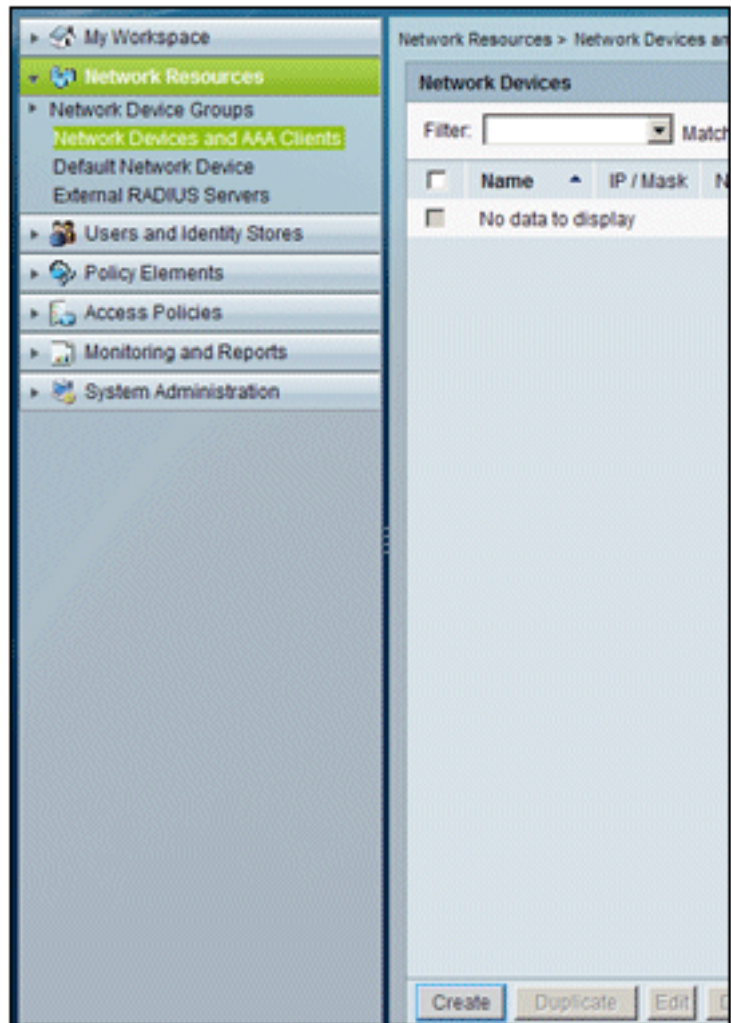 My Workspace
Network Resources
Network Device Groups
Network Devices and AAA Clients
Default Network Device
External RADIUS Servers
Users and Identity Stores
Policy Elements
Access Policies
Monitoring and Reports
System Administration
Network Resources > Network Devices an
Network Devices
Filter: Match
Name IP / Mask N
No data to display
Create Duplicate Edit D